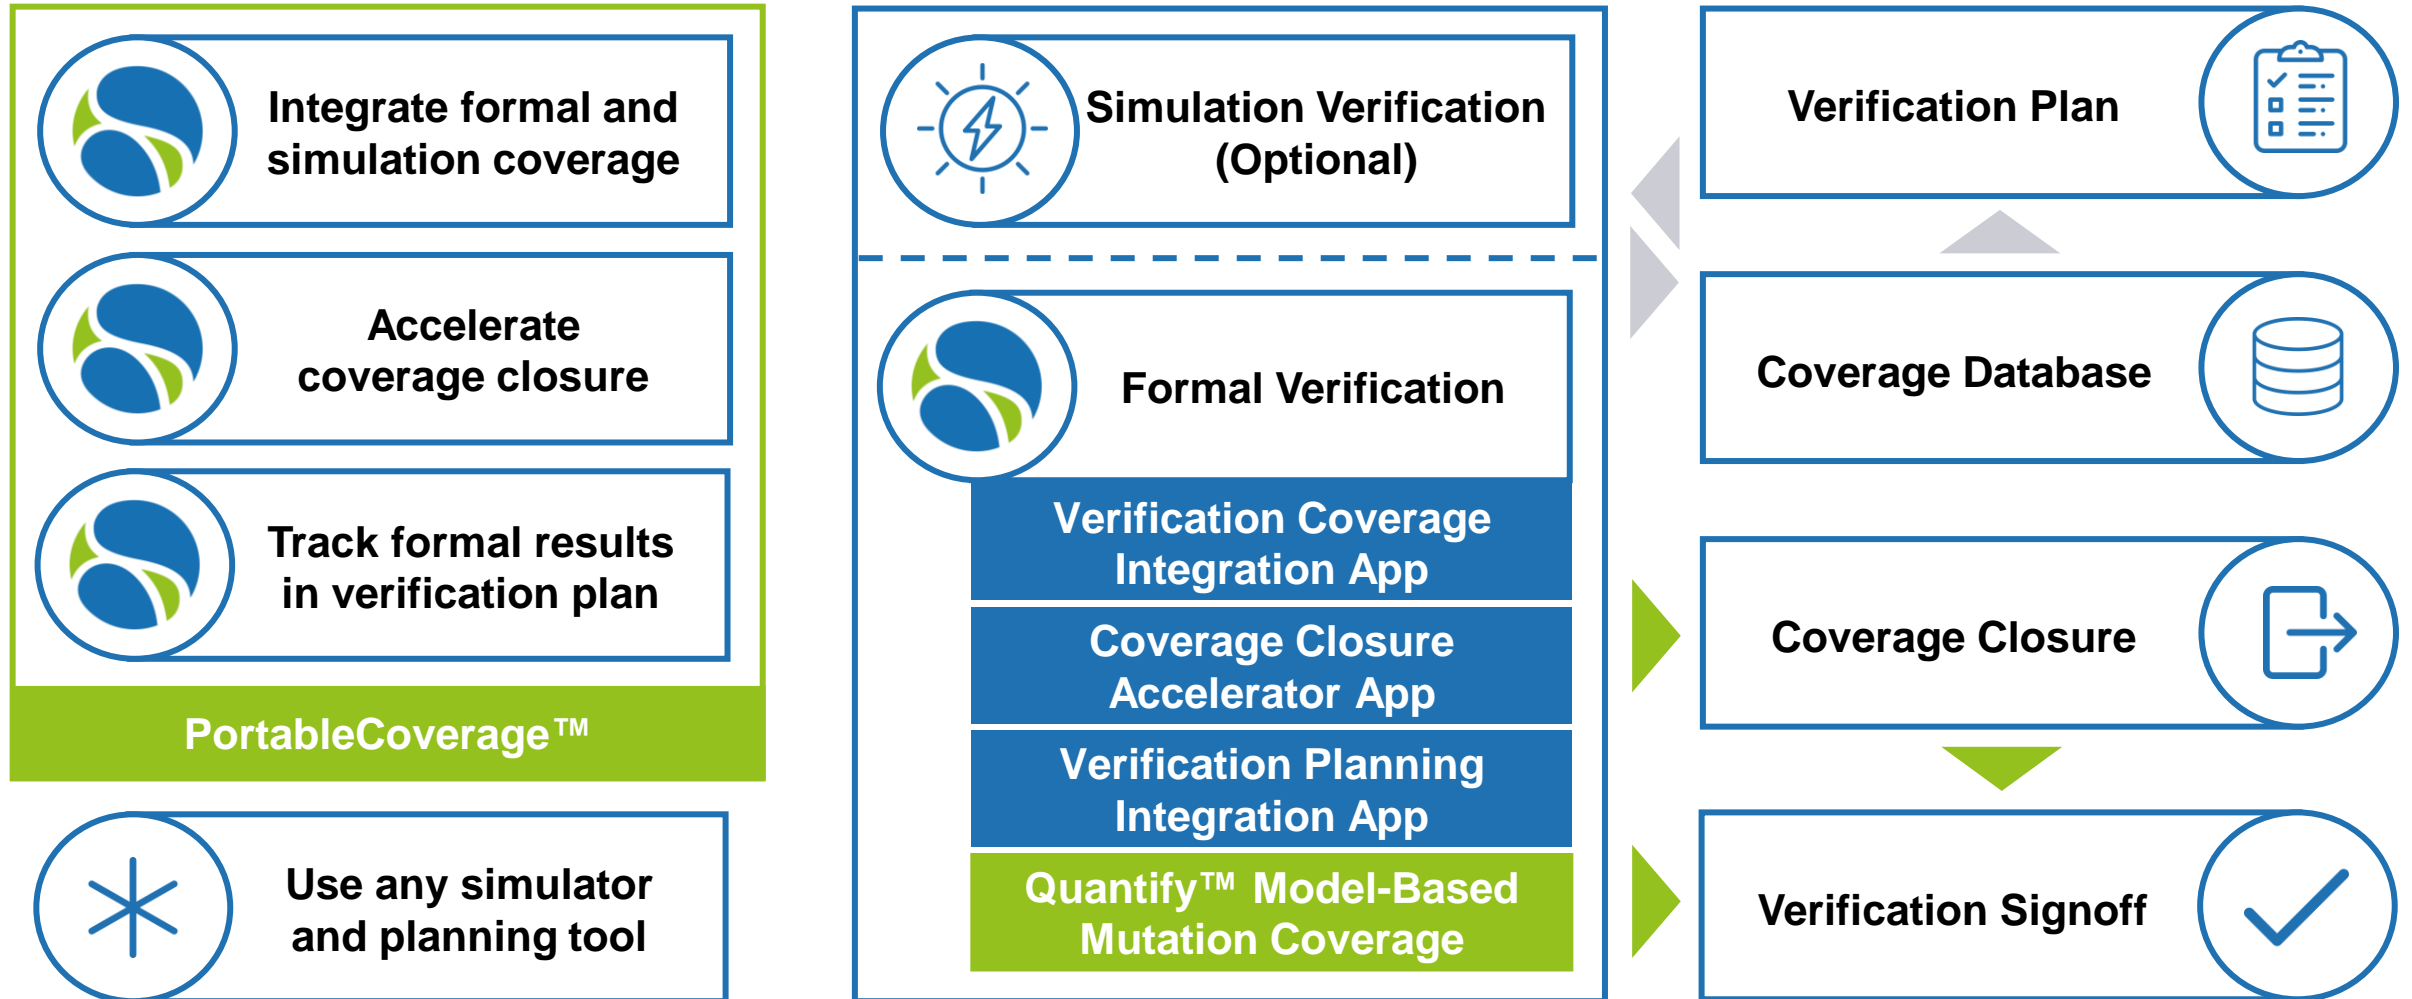 Integrate formal and
simulation coverage
Accelerate
coverage closure
Track formal results
in verification plan
PortableCoverage™
Use any simulator
and planning tool
Simulation Verification
(Optional)
Formal Verification
Verification Coverage
Integration App
Coverage Closure
Accelerator App
Verification Planning
Integration App
Quantify™ Model-Based
Mutation Coverage
Verification Plan
Coverage Database
Coverage Closure
Verification Signoff